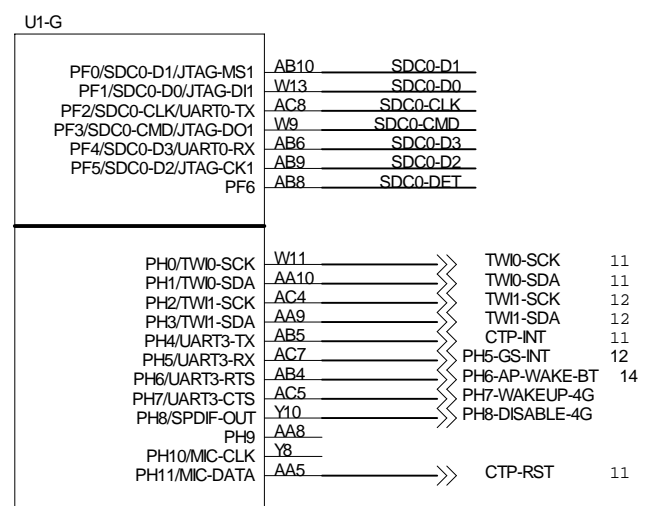 U1-G
PF0/SDC0-D1/JTAG-MS1 AB10 SDC0-D1
PF1/SDC0-D0/JTAG-DI1 W13 SDC0-D0
PF2/SDC0-CLK/UART0-TX AC8 SDC0-CLK
PF3/SDC0-CMD/JTAG-DO1 W9 SDC0-CMD
PF4/SDC0-D3/UART0-RX AB6 SDC0-D3
PF5/SDC0-D2/JTAG-CK1 AB9 SDC0-D2
PF6 AB8 SDC0-DET
PH0/TWI0-SCK W11 TWI0-SCK 11
PH1/TWI0-SDA AA10 TWI0-SDA 11
PH2/TWI1-SCK AC4 TWI1-SCK 12
PH3/TWI1-SDA AA9 TWI1-SDA 12
PH4/UART3-TX AB5 CTP-INT 11
PH5/UART3-RX AC7 PH5-GS-INT 12
PH6/UART3-RTS AB4 PH6-AP-WAKE-BT 14
PH7/UART3-CTS AC5 PH7-WAKEUP-4G
PH8/SPDIF-OUT Y10 PH8-DISABLE-4G
PH9 AA8
PH10/MIC-CLK Y8
PH11/MIC-DATA AA5 CTP-RST 11